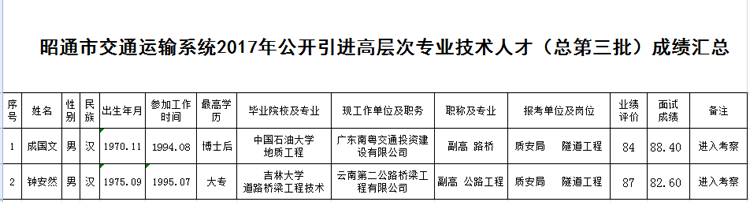 昭通市交通运输系统2017年公开引进高层次专业技术人才（总第三批）成绩汇总
序号 姓名 性别 民族 出生年月 参加工作时间 最高学历 毕业院校及专业 现工作单位及职务 职称及专业 报考单位及岗位 业绩评价 面试成绩 备注
1 成国文 男 汉 1970.11 1994.08 博士后 中国石油大学 地质工程 广东南粤交通投资建设有限公司 副高 路桥 质安局 隧道工程 84 88.40 进入考察
2 钟安然 男 汉 1975.09 1995.07 大专 吉林大学 道路桥梁工程技术 云南第二公路桥梁工程有限公司 副高 公路工程 质安局 隧道工程 87 82.60 进入考察